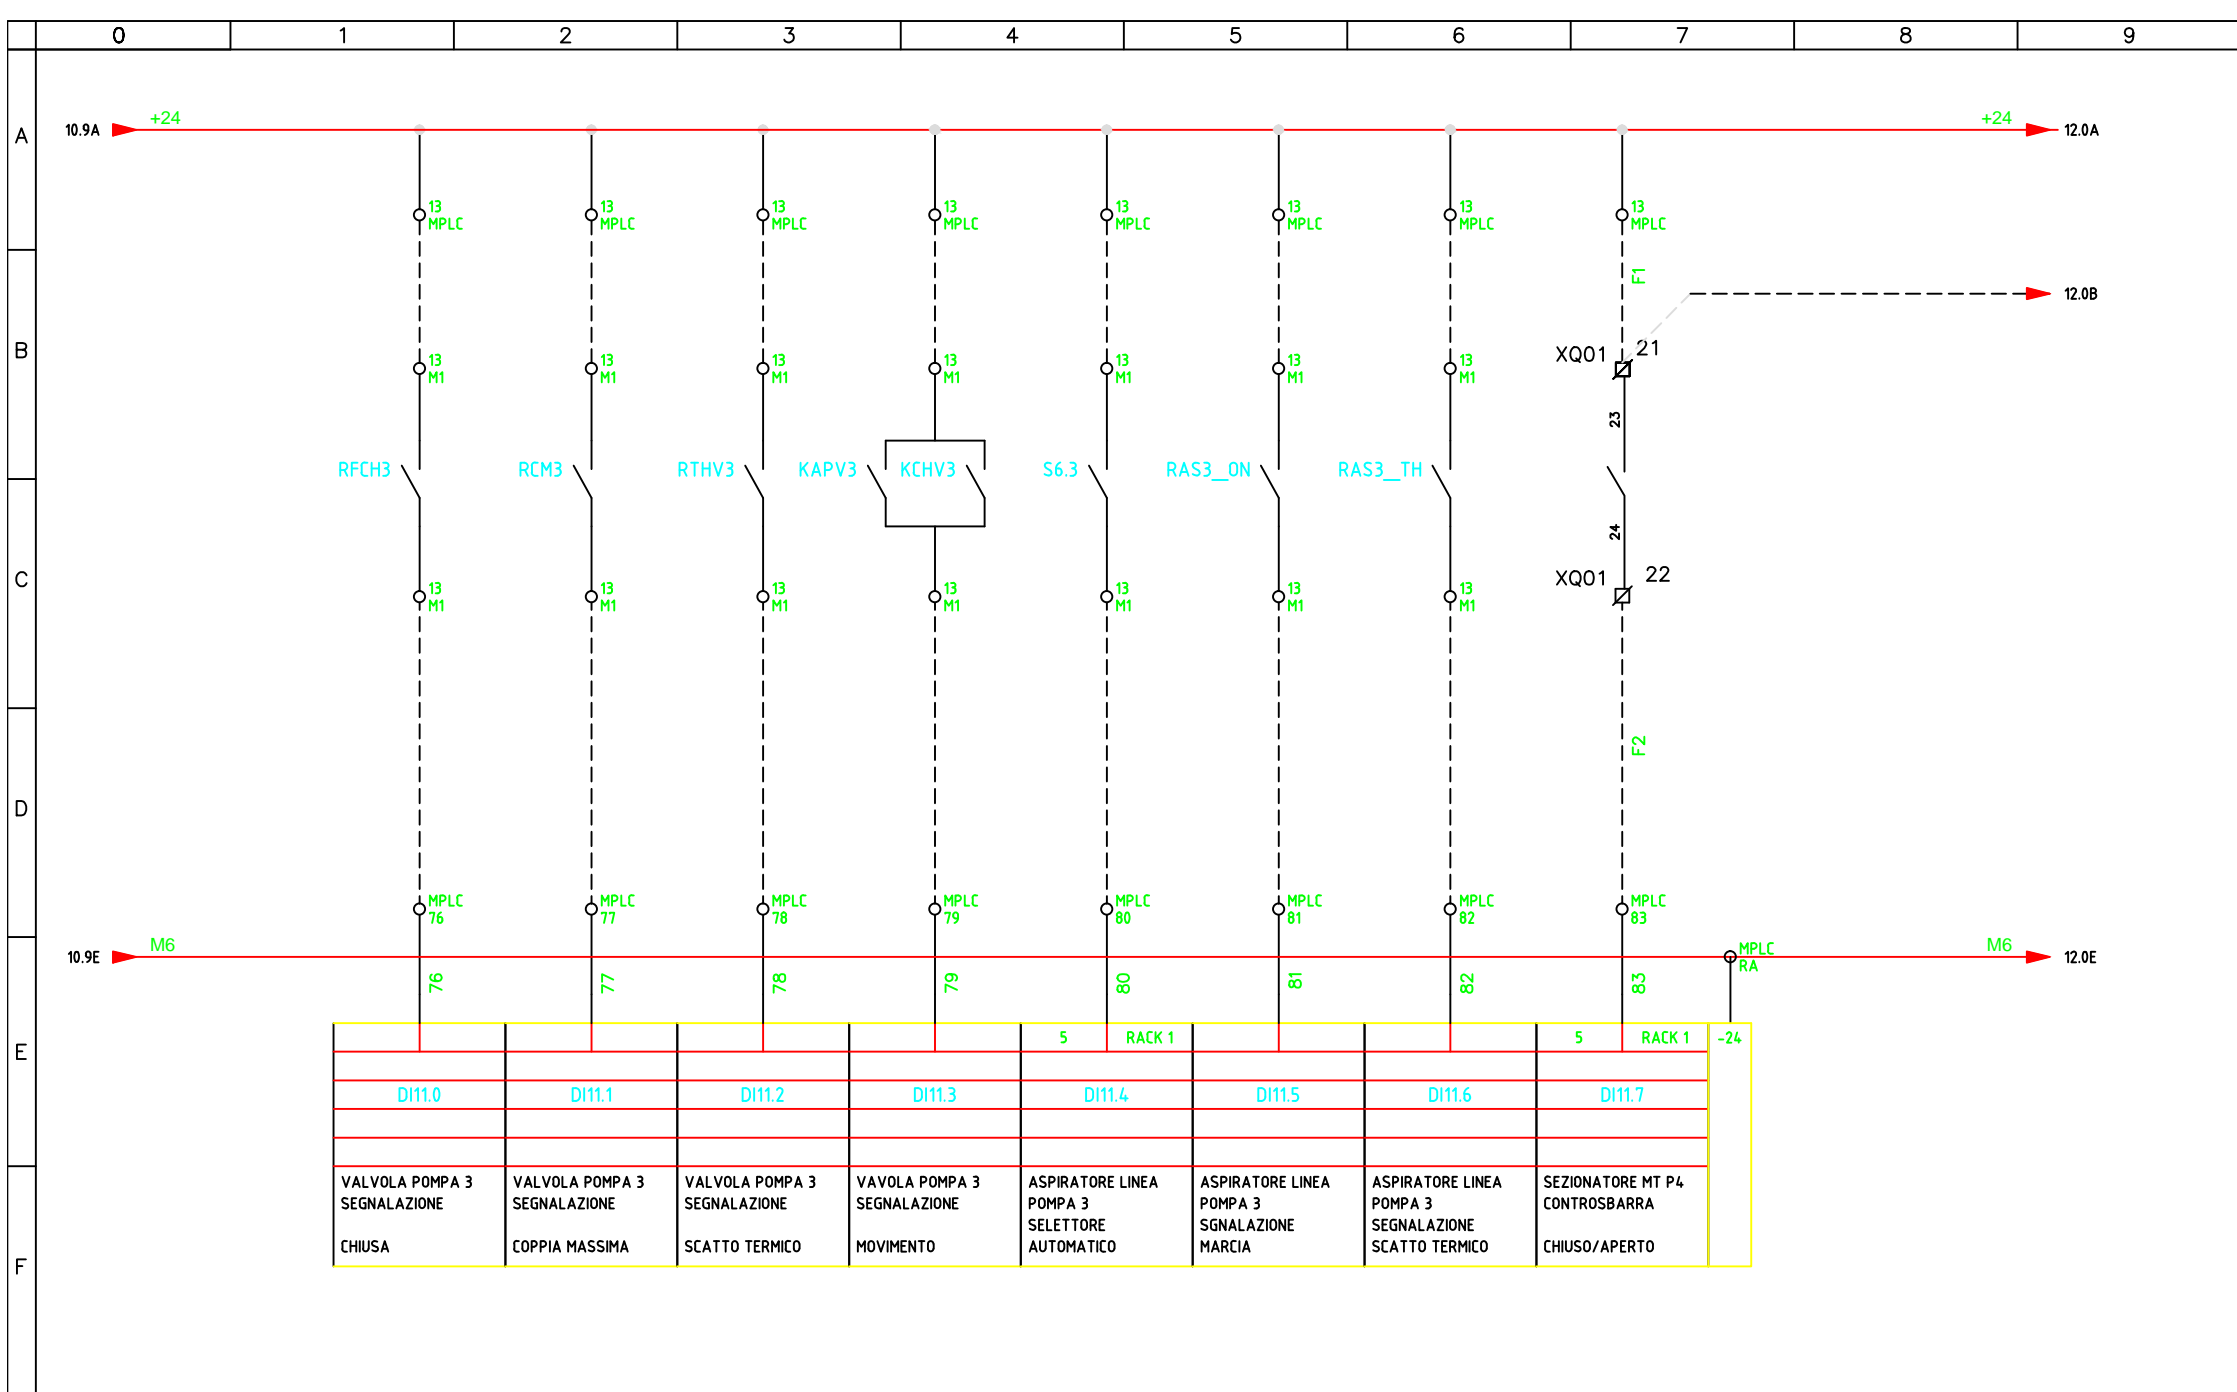 0 1 2 3 4 5 6 7 8 9
A
10.9A +24 +24 12.0A
13 13 13 13 13 13 13 13
MPLC MPLC MPLC MPLC MPLC MPLC MPLC MPLC
F1
12.0B
B
XQ01 21
13 13 13 13 13 13 13
M1 M1 M1 M1 M1 M1 M1
23
RFCH3 RCM3 RTHV3 KAPV3 KCHV3 S6.3 RAS3__ON RAS3__TH
24
C
XQ01 22
13 13 13 13 13 13 13
M1 M1 M1 M1 M1 M1 M1
F2
D
MPLC MPLC MPLC MPLC MPLC MPLC MPLC MPLC
76 77 78 79 80 81 82 83
10.9E M6 M6 12.0E
MPLC
RA
76 77 78 79 80 81 82 83
E
5 RACK 1 5 RACK 1 -24
DI11.0 DI11.1 DI11.2 DI11.3 DI11.4 DI11.5 DI11.6 DI11.7
F
VALVOLA POMPA 3
SEGNALAZIONE
CHIUSA
VALVOLA POMPA 3
SEGNALAZIONE
COPPIA MASSIMA
VALVOLA POMPA 3
SEGNALAZIONE
SCATTO TERMICO
VAVOLA POMPA 3
SEGNALAZIONE
MOVIMENTO
ASPIRATORE LINEA
POMPA 3
SELETTORE
AUTOMATICO
ASPIRATORE LINEA
POMPA 3
SGNALAZIONE
MARCIA
ASPIRATORE LINEA
POMPA 3
SEGNALAZIONE
SCATTO TERMICO
SEZIONATORE MT P4
CONTROSBARRA
CHIUSO/APERTO